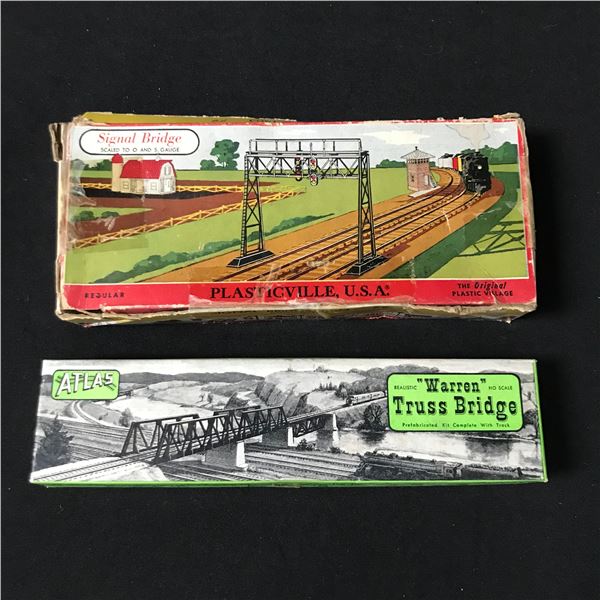 Signal Bridge
SCALED TO O AND S GAUGE
REGULAR
PLASTICVILLE, U.S.A.
THE Original
PLASTIC VILLAGE
ATLAS
REALISTIC "Warren" HO SCALE
Truss Bridge
Prefabricated Kit Complete With Track